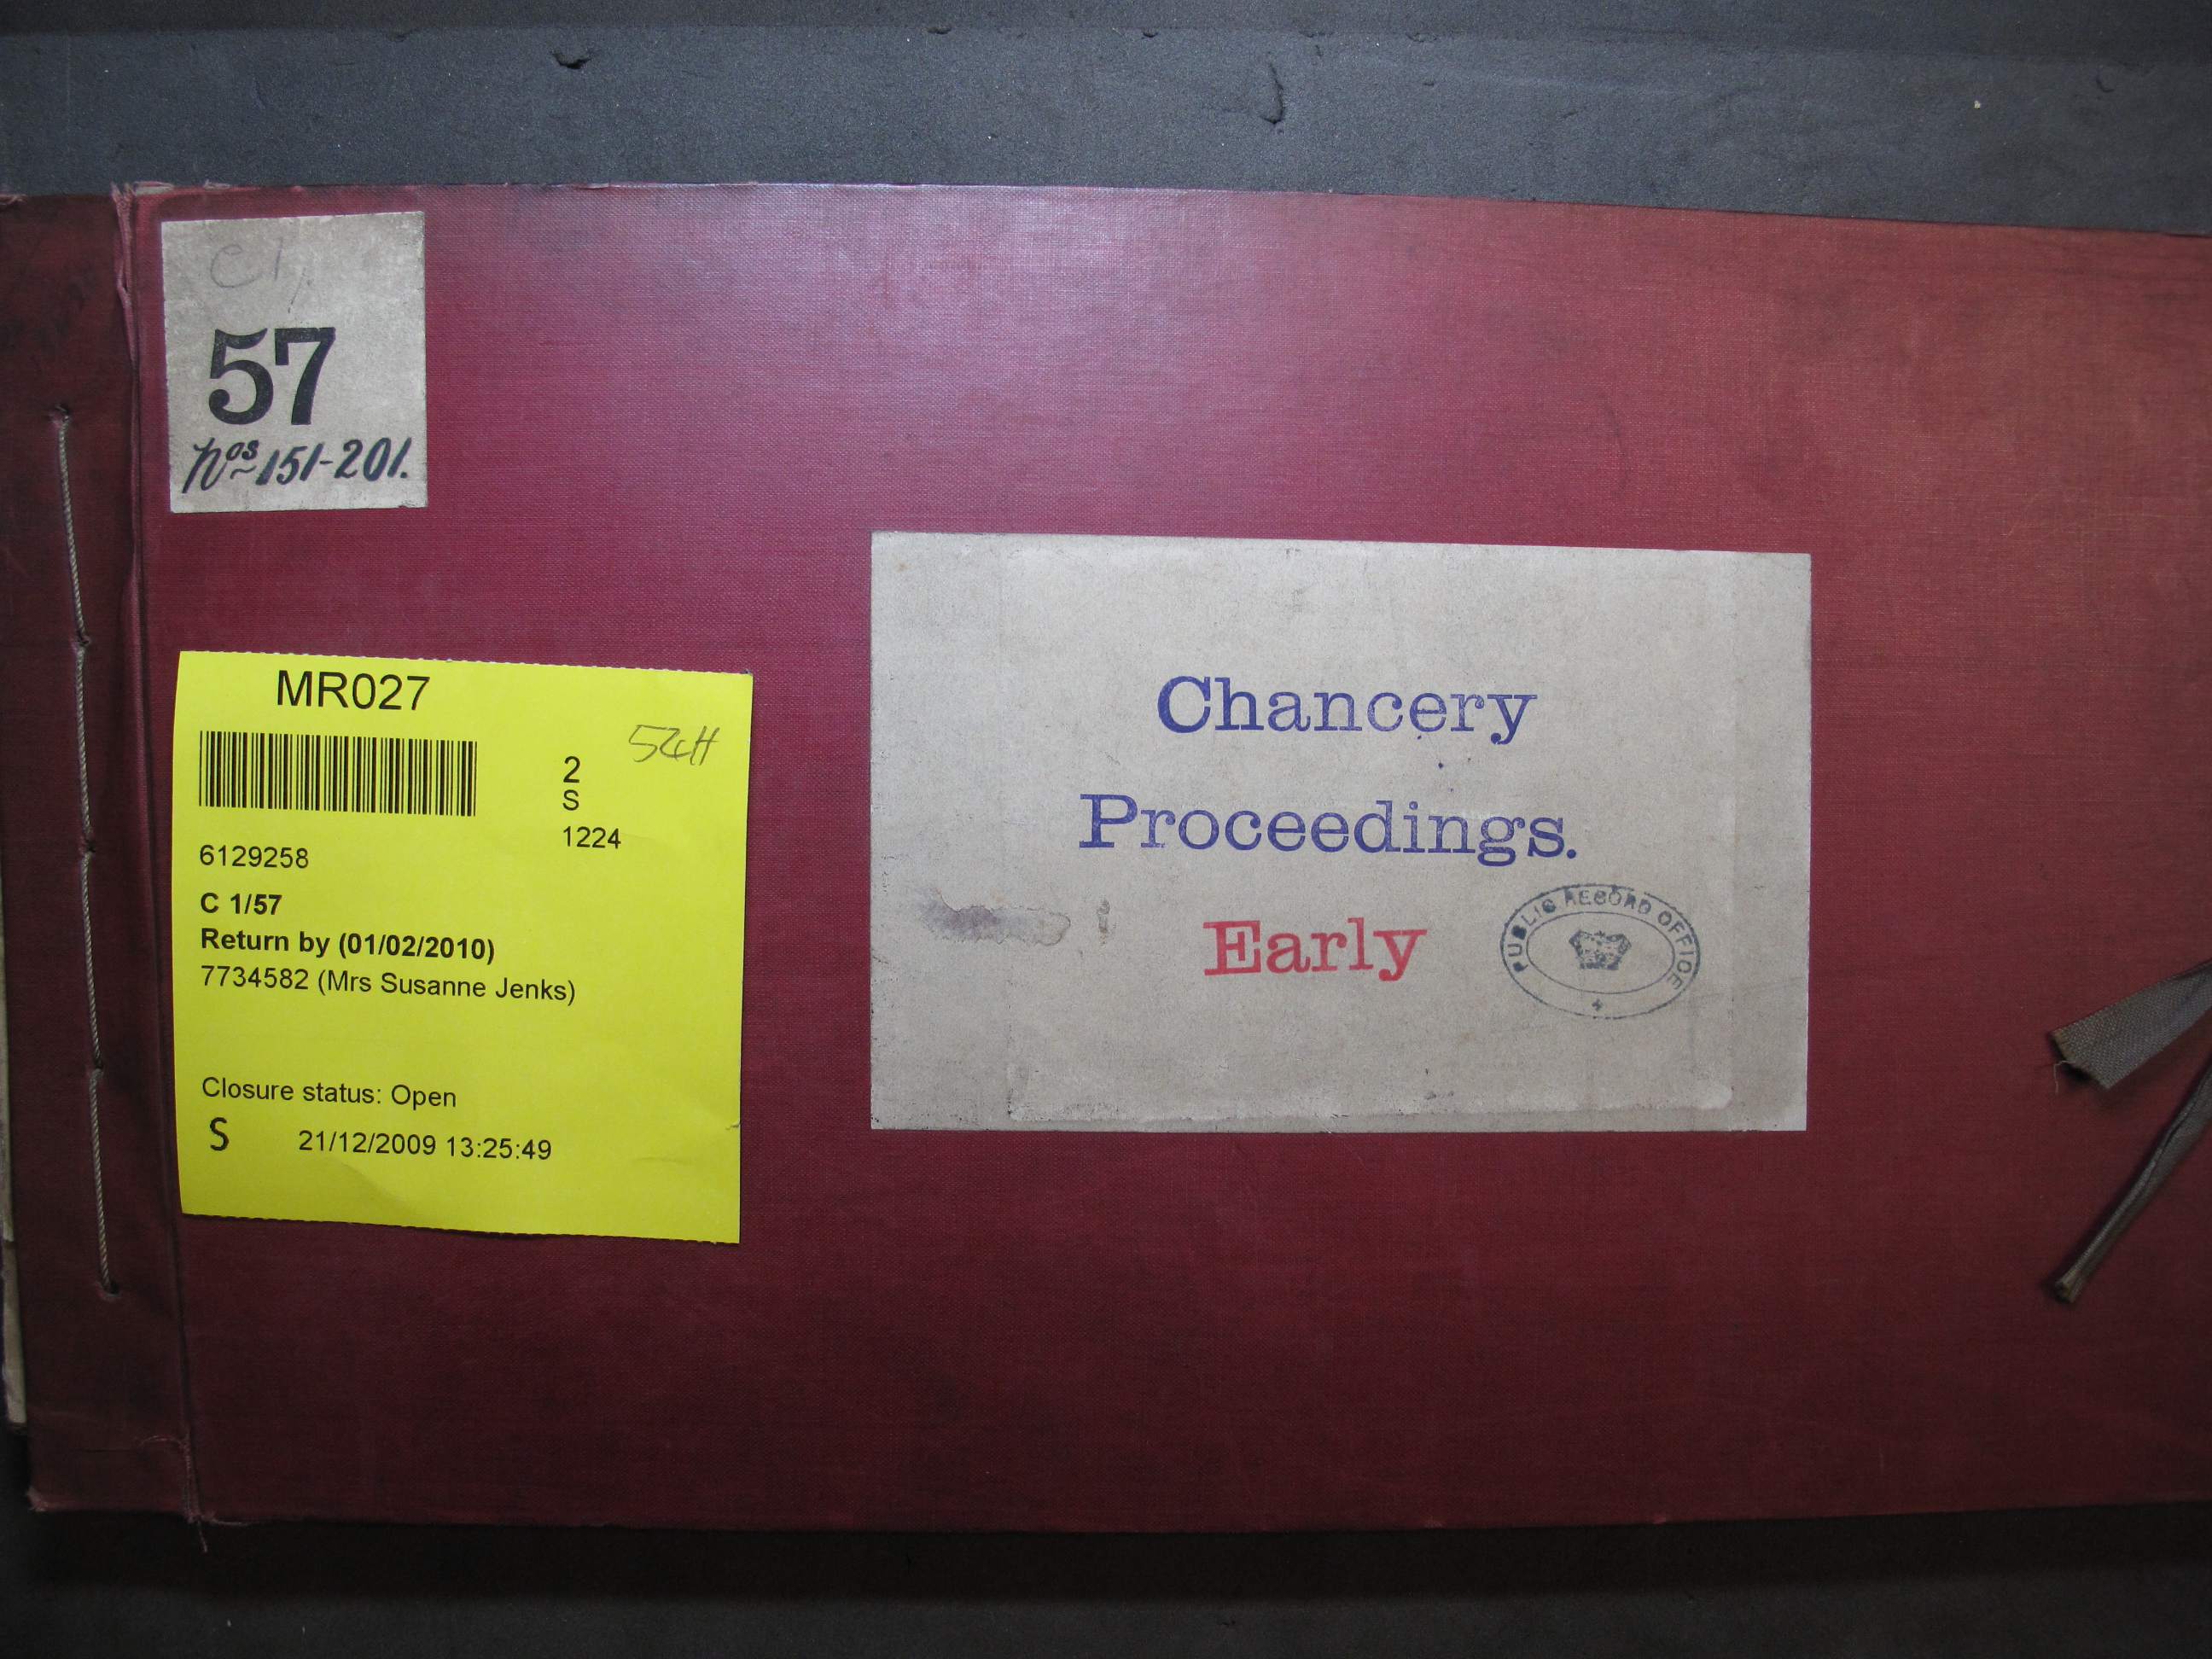 C1/
57
Nos 151-201.
MR027
54H
2
S
1224
6129258
C 1/57
Return by (01/02/2010)
7734582 (Mrs Susanne Jenks)
Closure status: Open
S 21/12/2009 13:25:49
Chancery
Proceedings.
Early
PUBLIC RECORD OFFICE